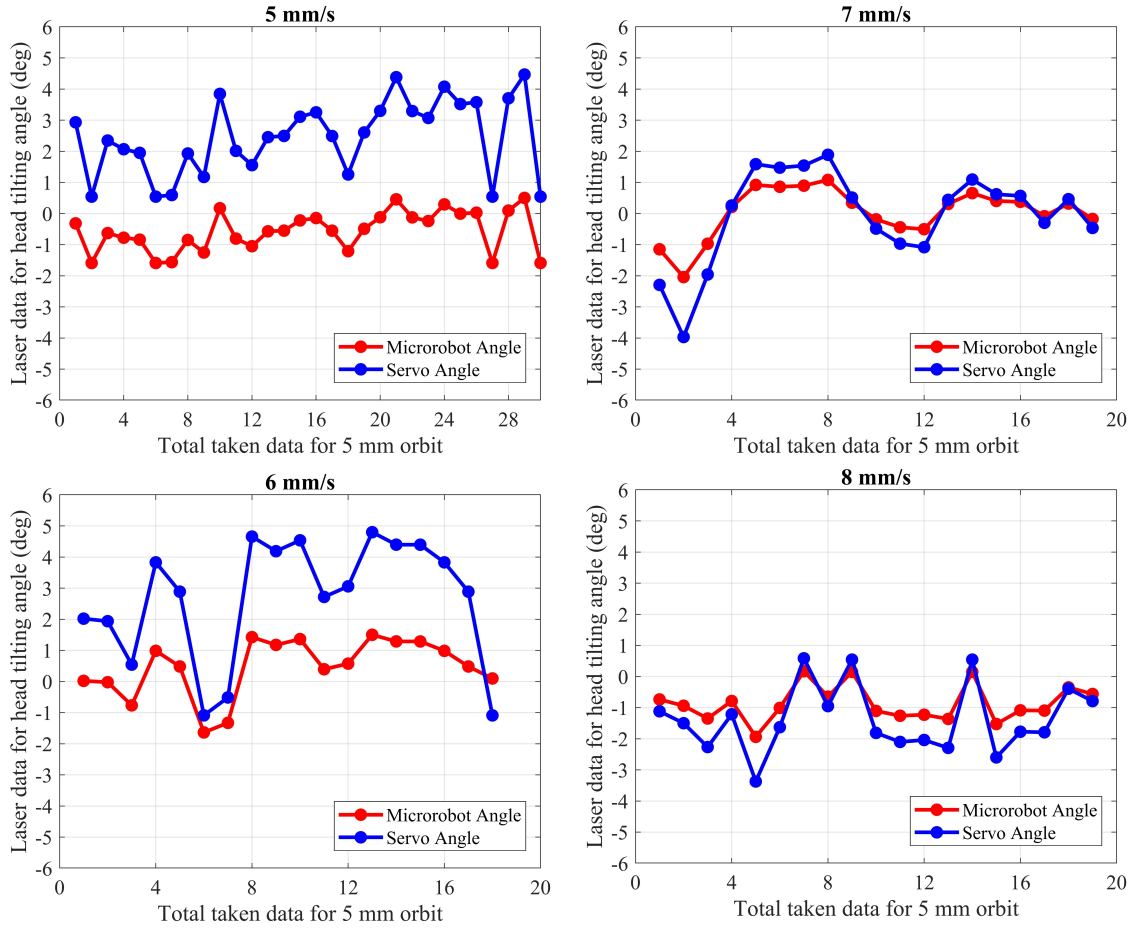 5 mm/s
Laser data for head tilting angle (deg)
6
5
4
3
2
1
0
-1
-2
-3
-4
-5
-6
Microrobot Angle
Servo Angle
0 4 8 12 16 20 24 28
Total taken data for 5 mm orbit
7 mm/s
Laser data for head tilting angle (deg)
6
5
4
3
2
1
0
-1
-2
-3
-4
-5
-6
Microrobot Angle
Servo Angle
0 4 8 12 16 20
Total taken data for 5 mm orbit
6 mm/s
Laser data for head tilting angle (deg)
6
5
4
3
2
1
0
-1
-2
-3
-4
-5
-6
Microrobot Angle
Servo Angle
0 4 8 12 16 20
Total taken data for 5 mm orbit
8 mm/s
Laser data for head tilting angle (deg)
6
5
4
3
2
1
0
-1
-2
-3
-4
-5
-6
Microrobot Angle
Servo Angle
0 4 8 12 16 20
Total taken data for 5 mm orbit